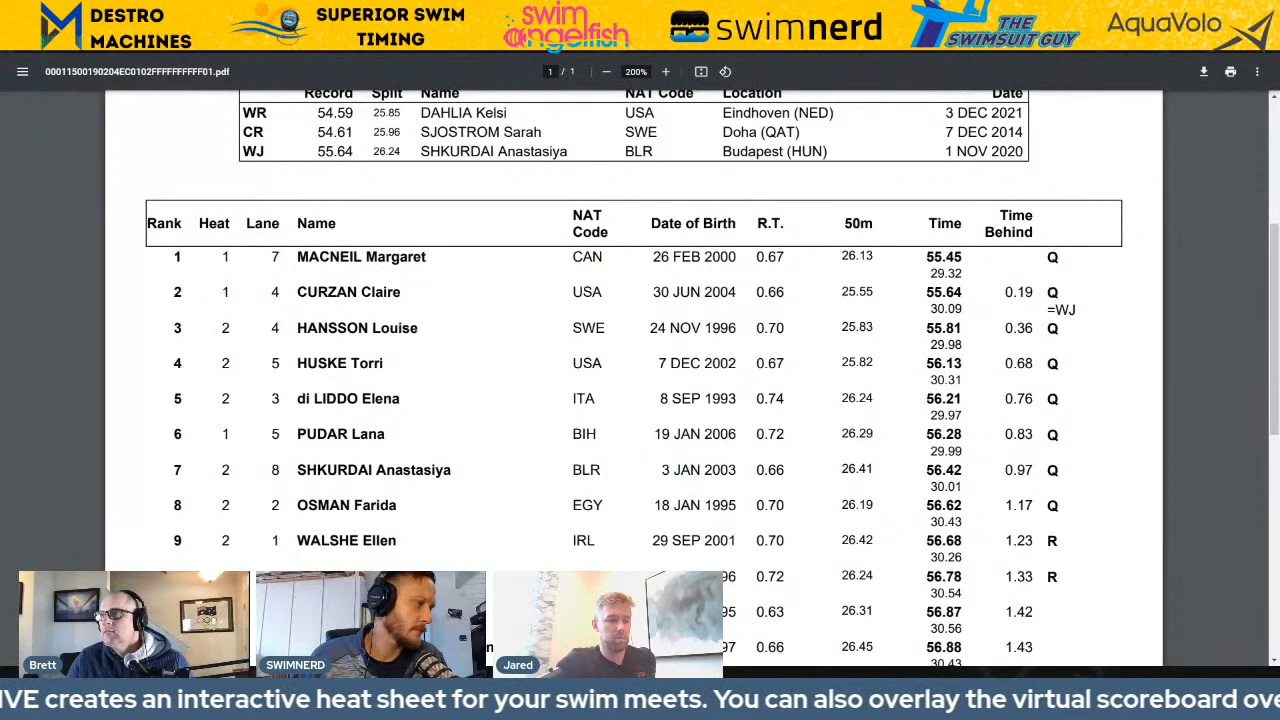 DESTRO MACHINES
SUPERIOR SWIM TIMING
swim angelfish
swimnerd
THE SWIMSUIT GUY
AquaVolo
00011500190204EC0102FFFFFFFFFF01.pdf 1 / 1 200%
Record Split Name NAT Code Location Date
WR 54.59 25.85 DAHLIA Kelsi USA Eindhoven (NED) 3 DEC 2021
CR 54.61 25.96 SJOSTROM Sarah SWE Doha (QAT) 7 DEC 2014
WJ 55.64 26.24 SHKURDAI Anastasiya BLR Budapest (HUN) 1 NOV 2020
Rank Heat Lane Name NAT Code Date of Birth R.T. 50m Time Time Behind
1 1 7 MACNEIL Margaret CAN 26 FEB 2000 0.67 26.13 55.45 Q
29.32
2 1 4 CURZAN Claire USA 30 JUN 2004 0.66 25.55 55.64 0.19 Q
30.09 =WJ
3 2 4 HANSSON Louise SWE 24 NOV 1996 0.70 25.83 55.81 0.36 Q
29.98
4 2 5 HUSKE Torri USA 7 DEC 2002 0.67 25.82 56.13 0.68 Q
30.31
5 2 3 di LIDDO Elena ITA 8 SEP 1993 0.74 26.24 56.21 0.76 Q
29.97
6 1 5 PUDAR Lana BIH 19 JAN 2006 0.72 26.29 56.28 0.83 Q
29.99
7 2 8 SHKURDAI Anastasiya BLR 3 JAN 2003 0.66 26.41 56.42 0.97 Q
30.01
8 2 2 OSMAN Farida EGY 18 JAN 1995 0.70 26.19 56.62 1.17 Q
30.43
9 2 1 WALSHE Ellen IRL 29 SEP 2001 0.70 26.42 56.68 1.23 R
30.26
96 0.72 26.24 56.78 1.33 R
30.54
95 0.63 26.31 56.87 1.42
30.56
97 0.66 26.45 56.88 1.43
30.43
Brett
SWIMNERD
Jared
IVE creates an interactive heat sheet for your swim meets. You can also overlay the virtual scoreboard ove